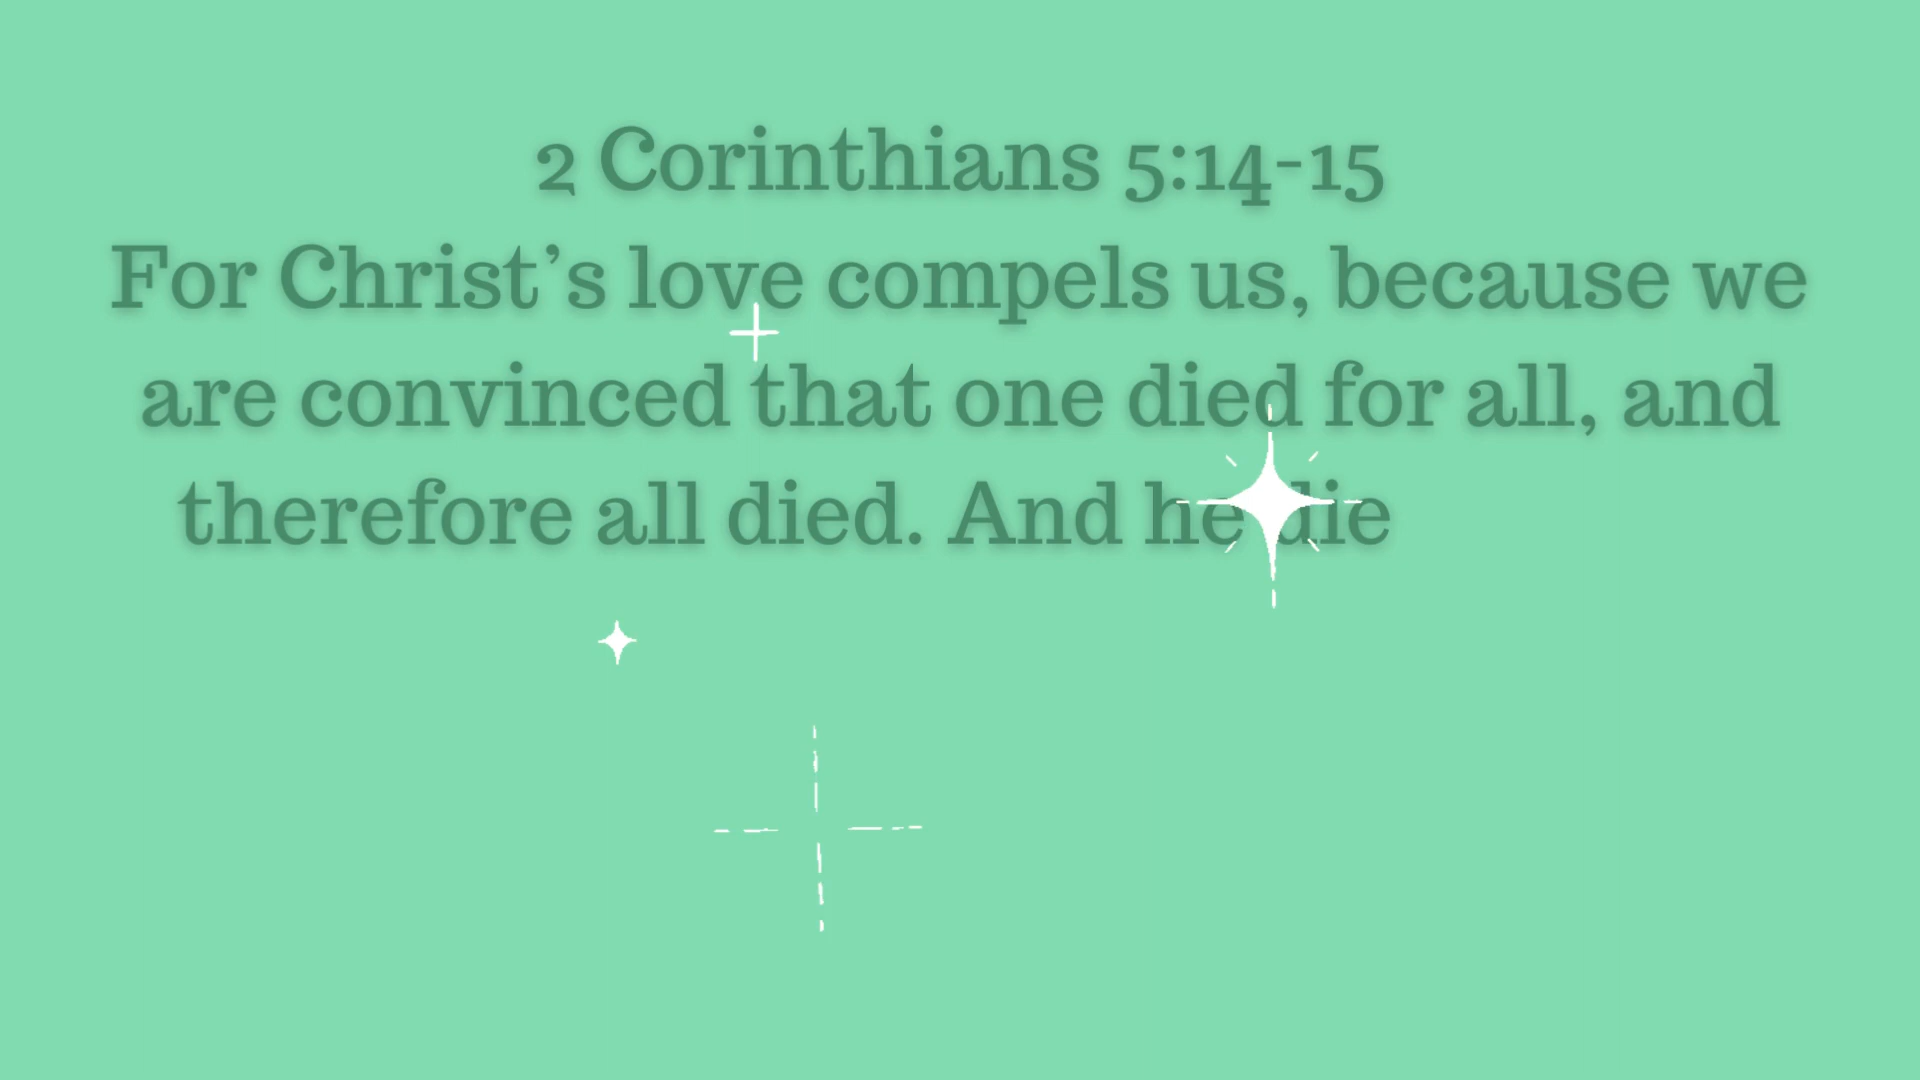 2 Corinthians 5:14-15
For Christ’s love compels us, because we
are convinced that one died for all, and
therefore all died. And he die